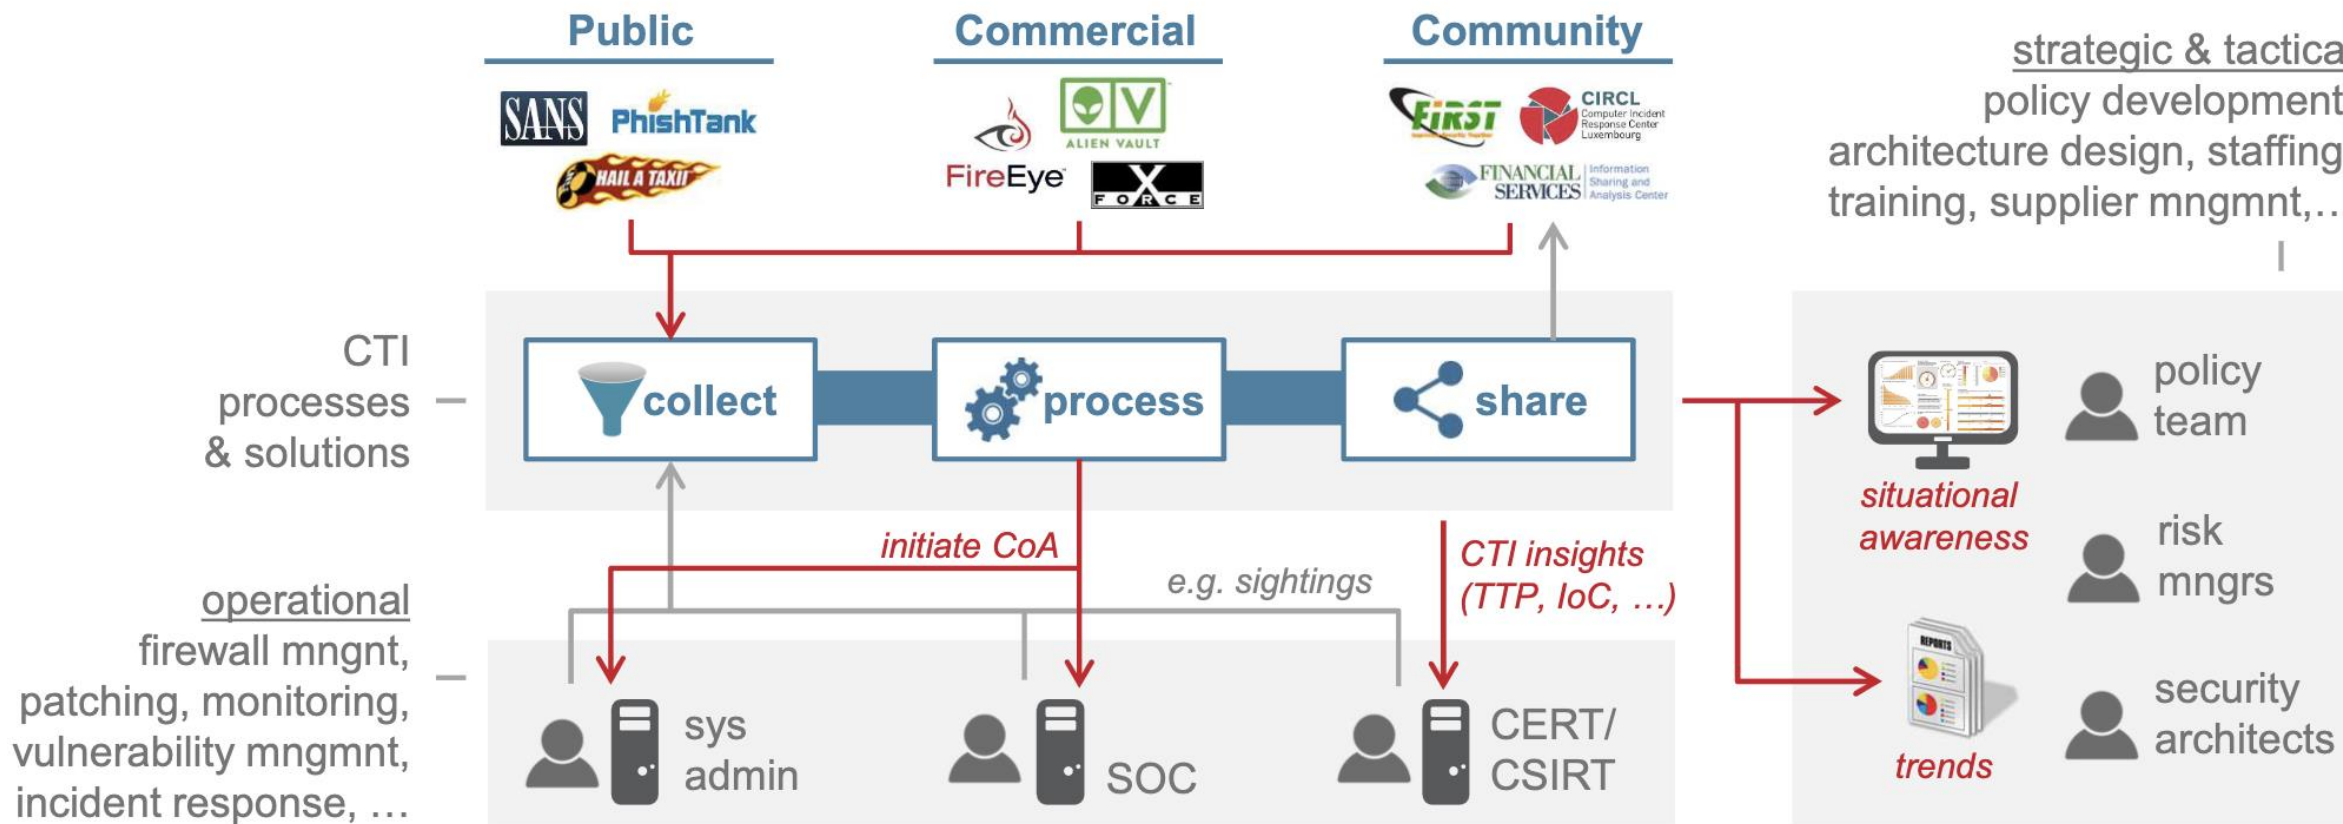 Public
Commercial
Community
SANS
PhishTank
HAIL A TAXII
ALIEN VAULT
FireEye
X
FORCE
FiRST
CIRCL
Computer Incident
Response Center
Luxembourg
FINANCIAL
SERVICES
Information
Sharing and
Analysis Center
strategic & tactica
policy development
architecture design, staffing
training, supplier mngmnt,..
CTI
processes
& solutions
collect
process
share
initiate CoA
e.g. sightings
CTI insights
(TTP, IoC, ...)
operational
firewall mngnt,
patching, monitoring,
vulnerability mngmnt,
incident response, ...
sys
admin
SOC
CERT/
CSIRT
situational
awareness
REPORTS
trends
policy
team
risk
mngrs
security
architects